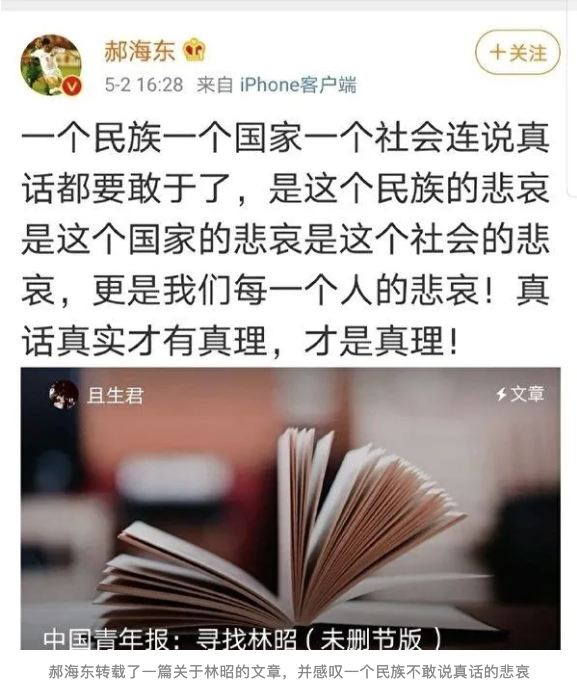 郝海东
+关注
5-2 16:28 来自 iPhone客户端
一个民族一个国家一个社会连说真
话都要敢于了，是这个民族的悲哀
是这个国家的悲哀是这个社会的悲
哀，更是我们每一个人的悲哀！真
话真实才有真理，才是真理！
且生君
文章
中国青年报：寻找林昭（未删节版）
郝海东转载了一篇关于林昭的文章，并感叹一个民族不敢说真话的悲哀